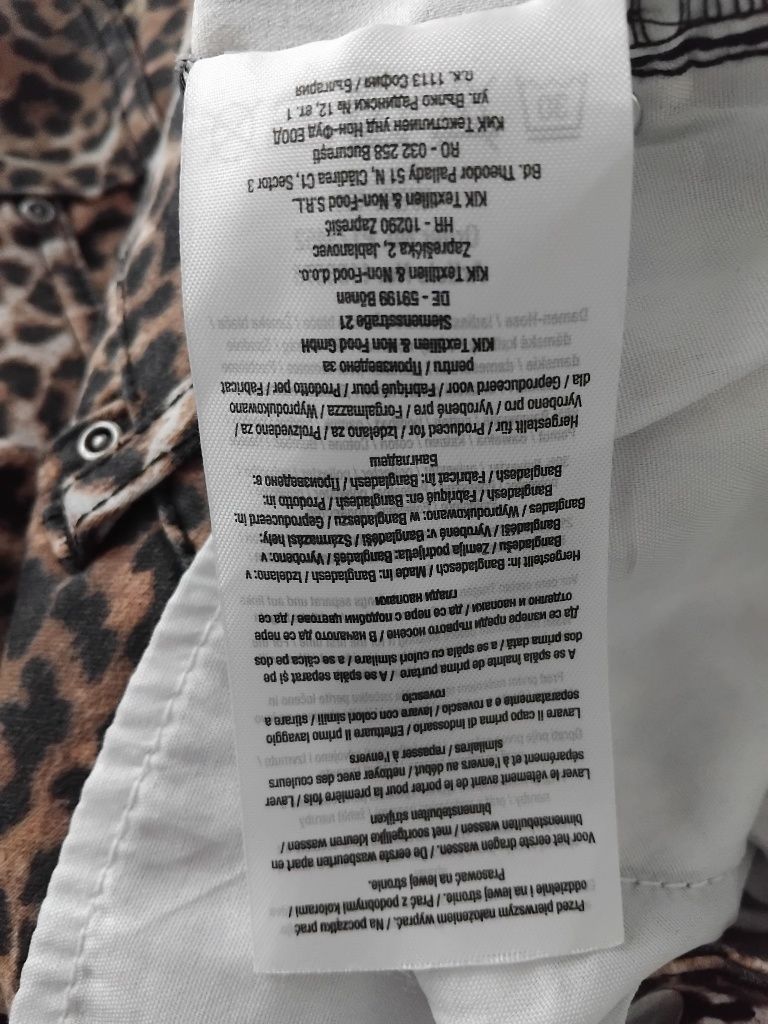 Przed pierwszym nałożeniem wyprać. / Na początku prać
oddzielnie i na lewej stronie. / Prać z podobnymi kolorami /
Prasować na lewej stronie.
Voor het eerste dragen wassen. / De eerste wasbeurten apart en
binnenstebuiten wassen / met soortgelijke kleuren wassen /
binnenstebuiten strijken
Laver le vêtement avant de le porter pour la première fois / Laver
séparément et à l'envers au début / nettoyer avec des couleurs
similaires / repasser à l'envers
Lavare il capo prima di indossarlo / Effettuare il primo lavaggio
separatamente e a rovescio / lavare con colori simili / stirare a
rovescio
A se spăla înainte de prima purtare / A se spăla separat și pe
dos prima dată / a se spăla cu culori similare / a se călca pe dos
Да се изпере преди първото носене / В началото да се пере
отделно и наопаки / да се пере с подобни цветове / да се
глади наопаки
Hergestellt in: Bangladesch / Made in: Bangladesh / Izdelano: v
Bangladešu / Zemlja podrijetla: Bangladeš / Vyrobeno: v
Bangladéši / Vyrobené v: Bangladéši / Származási hely:
Banglades / Wyprodukowano: w Bangladeszu / Geproduceerd in:
Bangladesh / Fabriqué en: Bangladesh / Prodotto in:
Bangladesh / Fabricat în: Bangladesh / Произведено в:
Бангладеш
Hergestellt für / Produced for / Izdelano za / Proizvedeno za /
Vyrobeno pro / Vyrobené pre / Forgalmazza / Wyprodukowano
dla / Geproduceerd voor / Fabriqué pour / Prodotto per / Fabricat
pentru / Произведено за
KiK Textilien & Non Food GmbH
Siemensstraße 21
DE - 59199 Bönen
KiK Textilien & Non-Food d.o.o.
Zaprešićka 2, Jablanovec
HR - 10290 Zaprešić
KiK Textilien & Non-Food S.R.L.
Bd. Theodor Pallady 51 N, Clădirea C1, Sector 3
RO - 032 258 București
КиК Текстилиен унд Нон-Фуд ЕООД
ул. Вълко Радински № 12, ет. 1
п.к. 1113 София / България
30